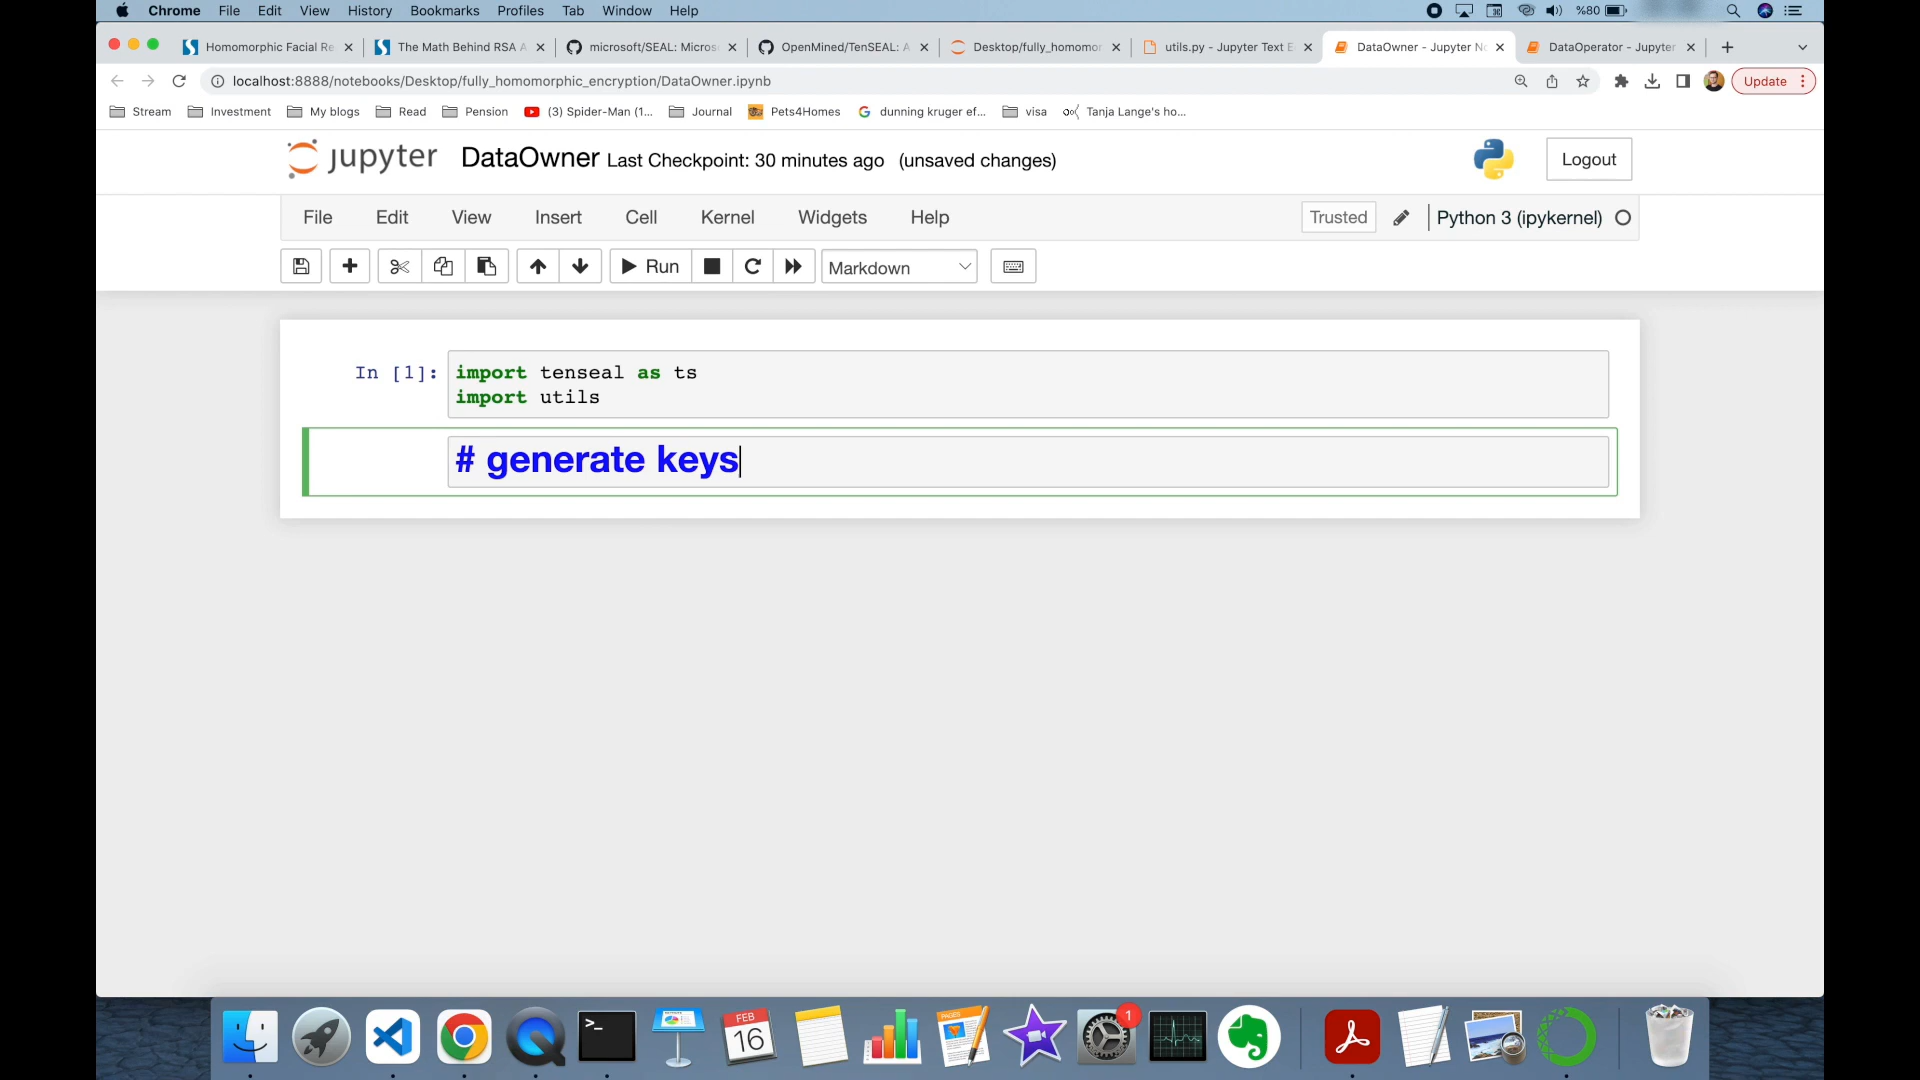 Chrome File Edit View History Bookmarks Profiles Tab Window Help %80
Homomorphic Facial Re The Math Behind RSA A microsoft/SEAL: Micros OpenMined/TenSEAL: A Desktop/fully_homomor utils.py - Jupyter Text E DataOwner - Jupyter No DataOperator - Jupyter
localhost:8888/notebooks/Desktop/fully_homomorphic_encryption/DataOwner.ipynb Update
Stream Investment My blogs Read Pension (3) Spider-Man (1... Journal Pets4Homes dunning kruger ef... visa Tanja Lange's ho...
jupyter DataOwner Last Checkpoint: 30 minutes ago (unsaved changes) Logout
File Edit View Insert Cell Kernel Widgets Help Trusted Python 3 (ipykernel)
Run Markdown
In [1]: import tenseal as ts
import utils
# generate keys
FEB
16
PAGES
1